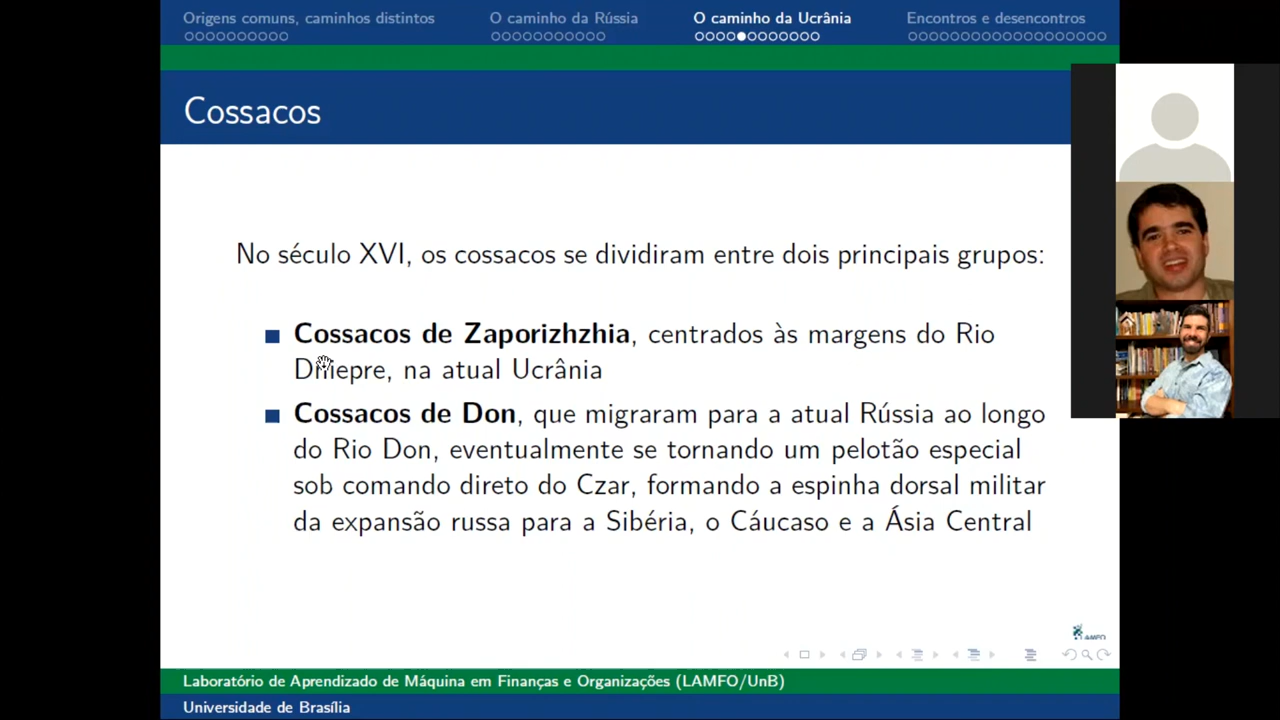 Origens comuns, caminhos distintos
O caminho da Rússia
O caminho da Ucrânia
Encontros e desencontros
Cossacos
No século XVI, os cossacos se dividiram entre dois principais grupos:
Cossacos de Zaporizhzhia, centrados às margens do Rio
Dniepre, na atual Ucrânia
Cossacos de Don, que migraram para a atual Rússia ao longo
do Rio Don, eventualmente se tornando um pelotão especial
sob comando direto do Czar, formando a espinha dorsal militar
da expansão russa para a Sibéria, o Cáucaso e a Ásia Central
LAMFO
Laboratório de Aprendizado de Máquina em Finanças e Organizações (LAMFO/UnB)
Universidade de Brasília